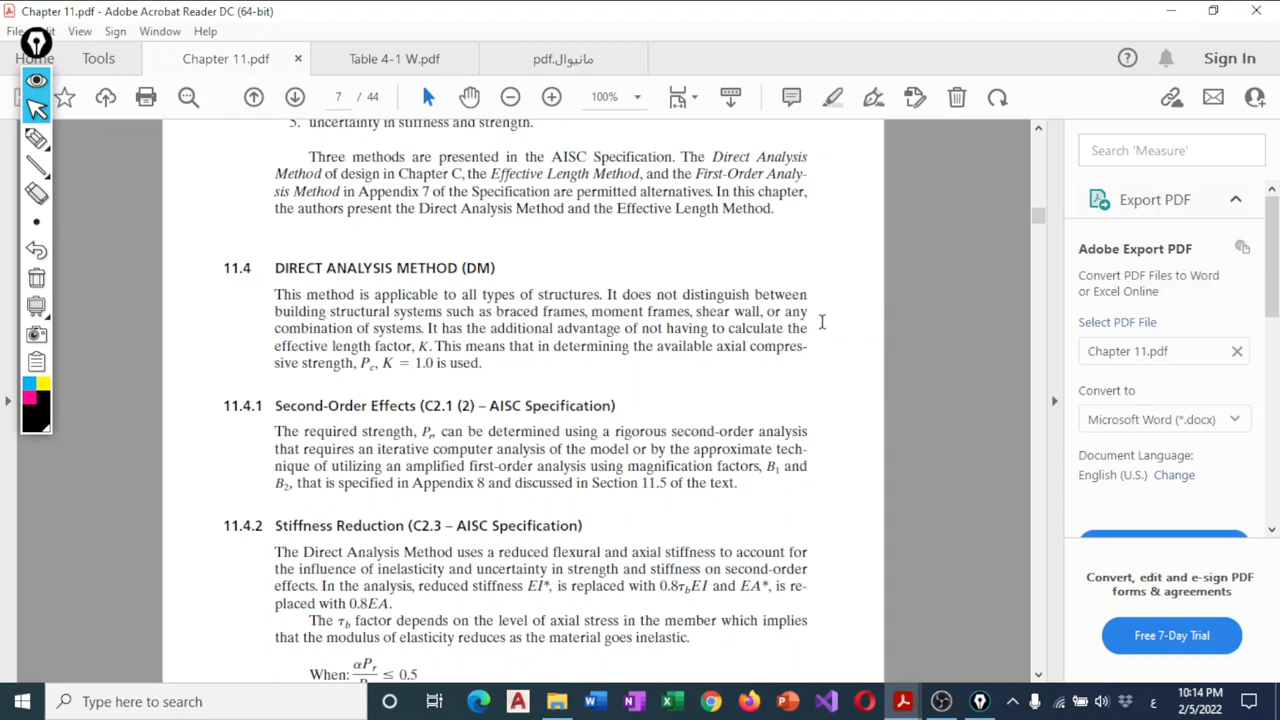 Chapter 11.pdf - Adobe Acrobat Reader DC (64-bit)
File Edit View Sign Window Help
Home Tools Chapter 11.pdf Table 4-1 W.pdf مانيوال.pdf Sign In
7 / 44 100%
5. uncertainty in stiffness and strength.
Three methods are presented in the AISC Specification. The Direct Analysis
Method of design in Chapter C, the Effective Length Method, and the First-Order Analy-
sis Method in Appendix 7 of the Specification are permitted alternatives. In this chapter,
the authors present the Direct Analysis Method and the Effective Length Method.
11.4 DIRECT ANALYSIS METHOD (DM)
This method is applicable to all types of structures. It does not distinguish between
building structural systems such as braced frames, moment frames, shear wall, or any
combination of systems. It has the additional advantage of not having to calculate the
effective length factor, K. This means that in determining the available axial compres-
sive strength, Pc, K = 1.0 is used.
11.4.1 Second-Order Effects (C2.1 (2) – AISC Specification)
The required strength, Pr, can be determined using a rigorous second-order analysis
that requires an iterative computer analysis of the model or by the approximate tech-
nique of utilizing an amplified first-order analysis using magnification factors, B1 and
B2, that is specified in Appendix 8 and discussed in Section 11.5 of the text.
11.4.2 Stiffness Reduction (C2.3 – AISC Specification)
The Direct Analysis Method uses a reduced flexural and axial stiffness to account for
the influence of inelasticity and uncertainty in strength and stiffness on second-order
effects. In the analysis, reduced stiffness EI*, is replaced with 0.8τbEI and EA*, is re-
placed with 0.8EA.
The τb factor depends on the level of axial stress in the member which implies
that the modulus of elasticity reduces as the material goes inelastic.
When: αPr ≤ 0.5
Search 'Measure'
Export PDF
Adobe Export PDF
Convert PDF Files to Word
or Excel Online
Select PDF File
Chapter 11.pdf
Convert to
Microsoft Word (*.docx)
Document Language:
English (U.S.) Change
Convert, edit and e-sign PDF
forms & agreements
Free 7-Day Trial
Type here to search
ع
10:14 PM
2/5/2022